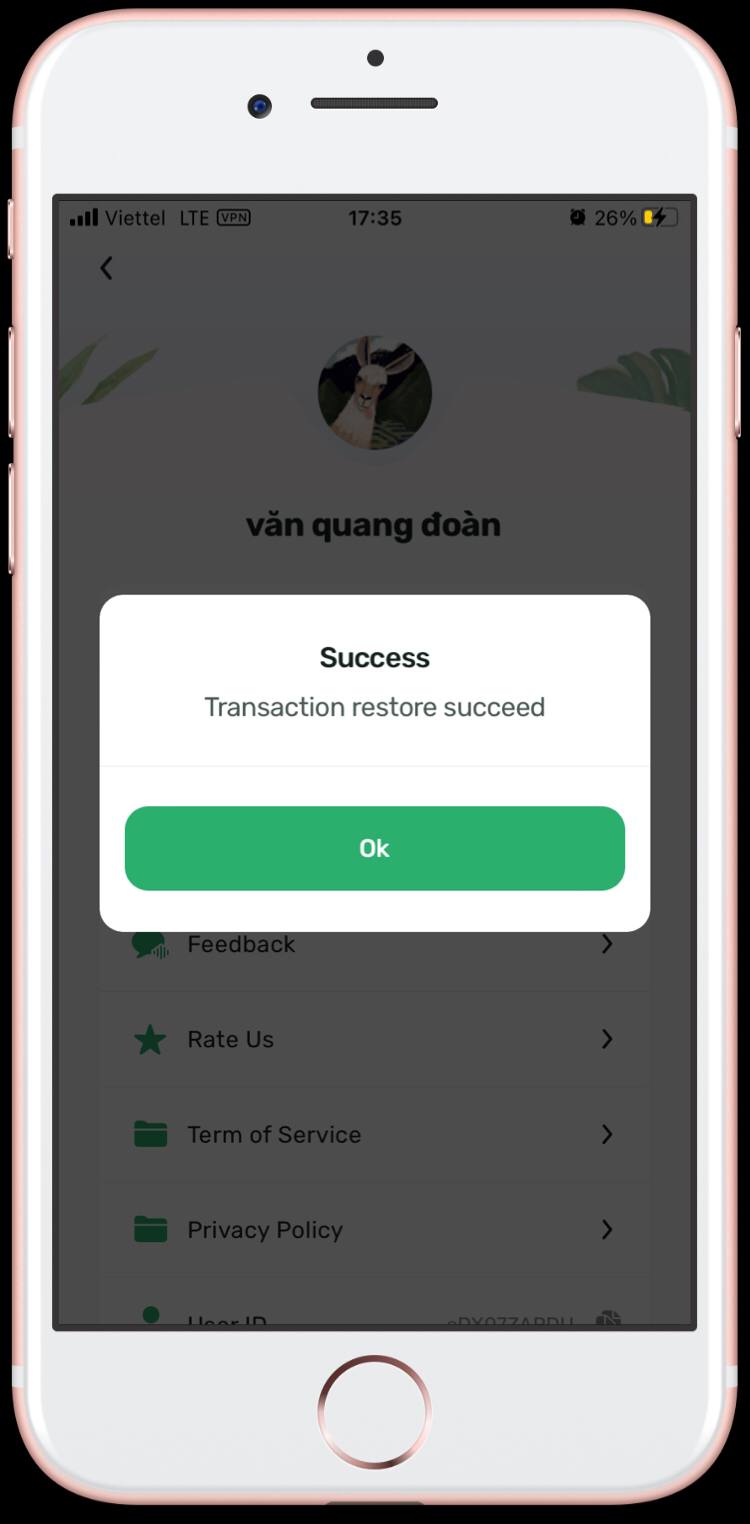 Viettel LTE VPN 17:35 26%
văn quang đoàn
Success
Transaction restore succeed
Ok
Feedback
Rate Us
Term of Service
Privacy Policy
User ID